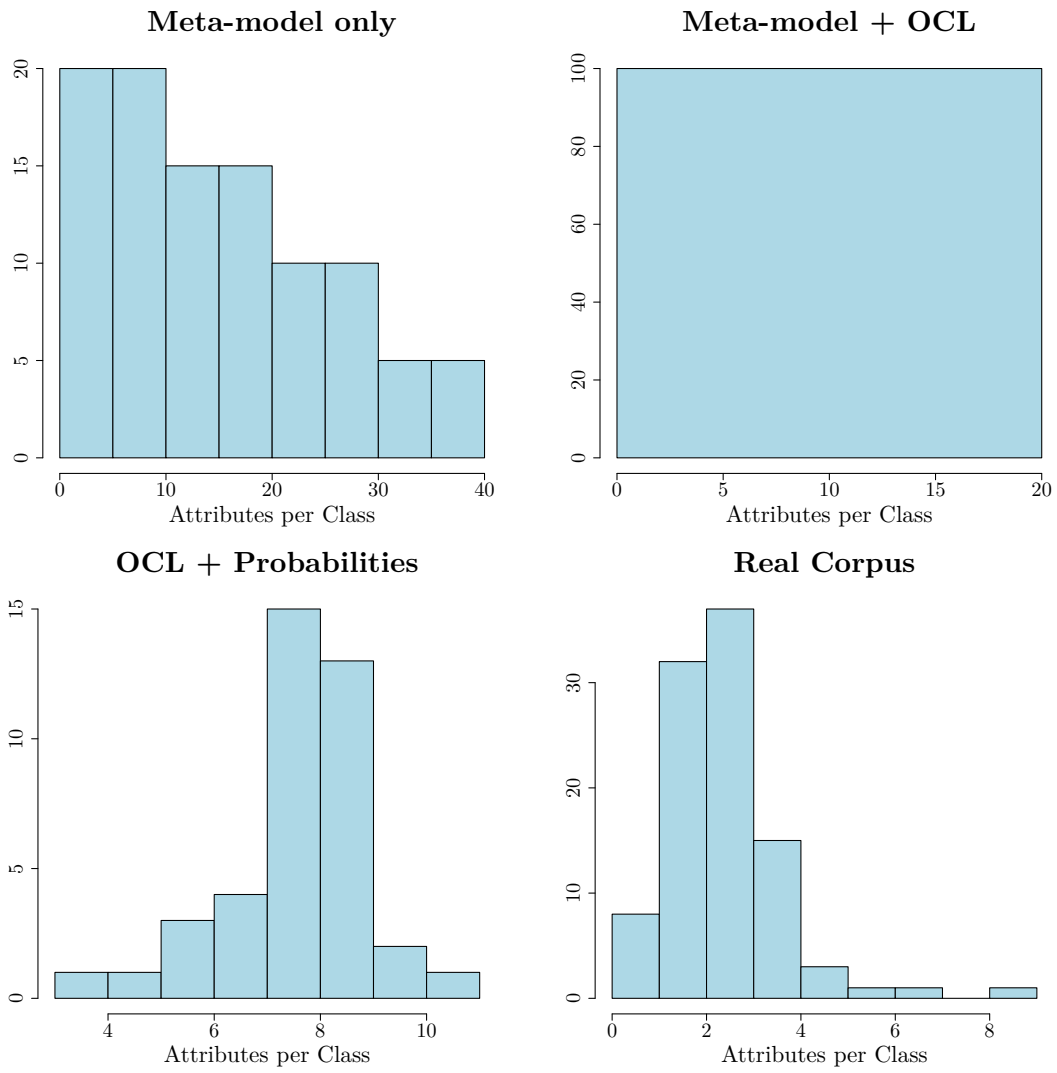 Meta-model only
20
15
10
5
0
0 10 20 30 40
Attributes per Class
Meta-model + OCL
100
80
60
40
20
0
0 5 10 15 20
Attributes per Class
OCL + Probabilities
15
10
5
0
4 6 8 10
Attributes per Class
Real Corpus
30
20
10
0
0 2 4 6 8
Attributes per Class